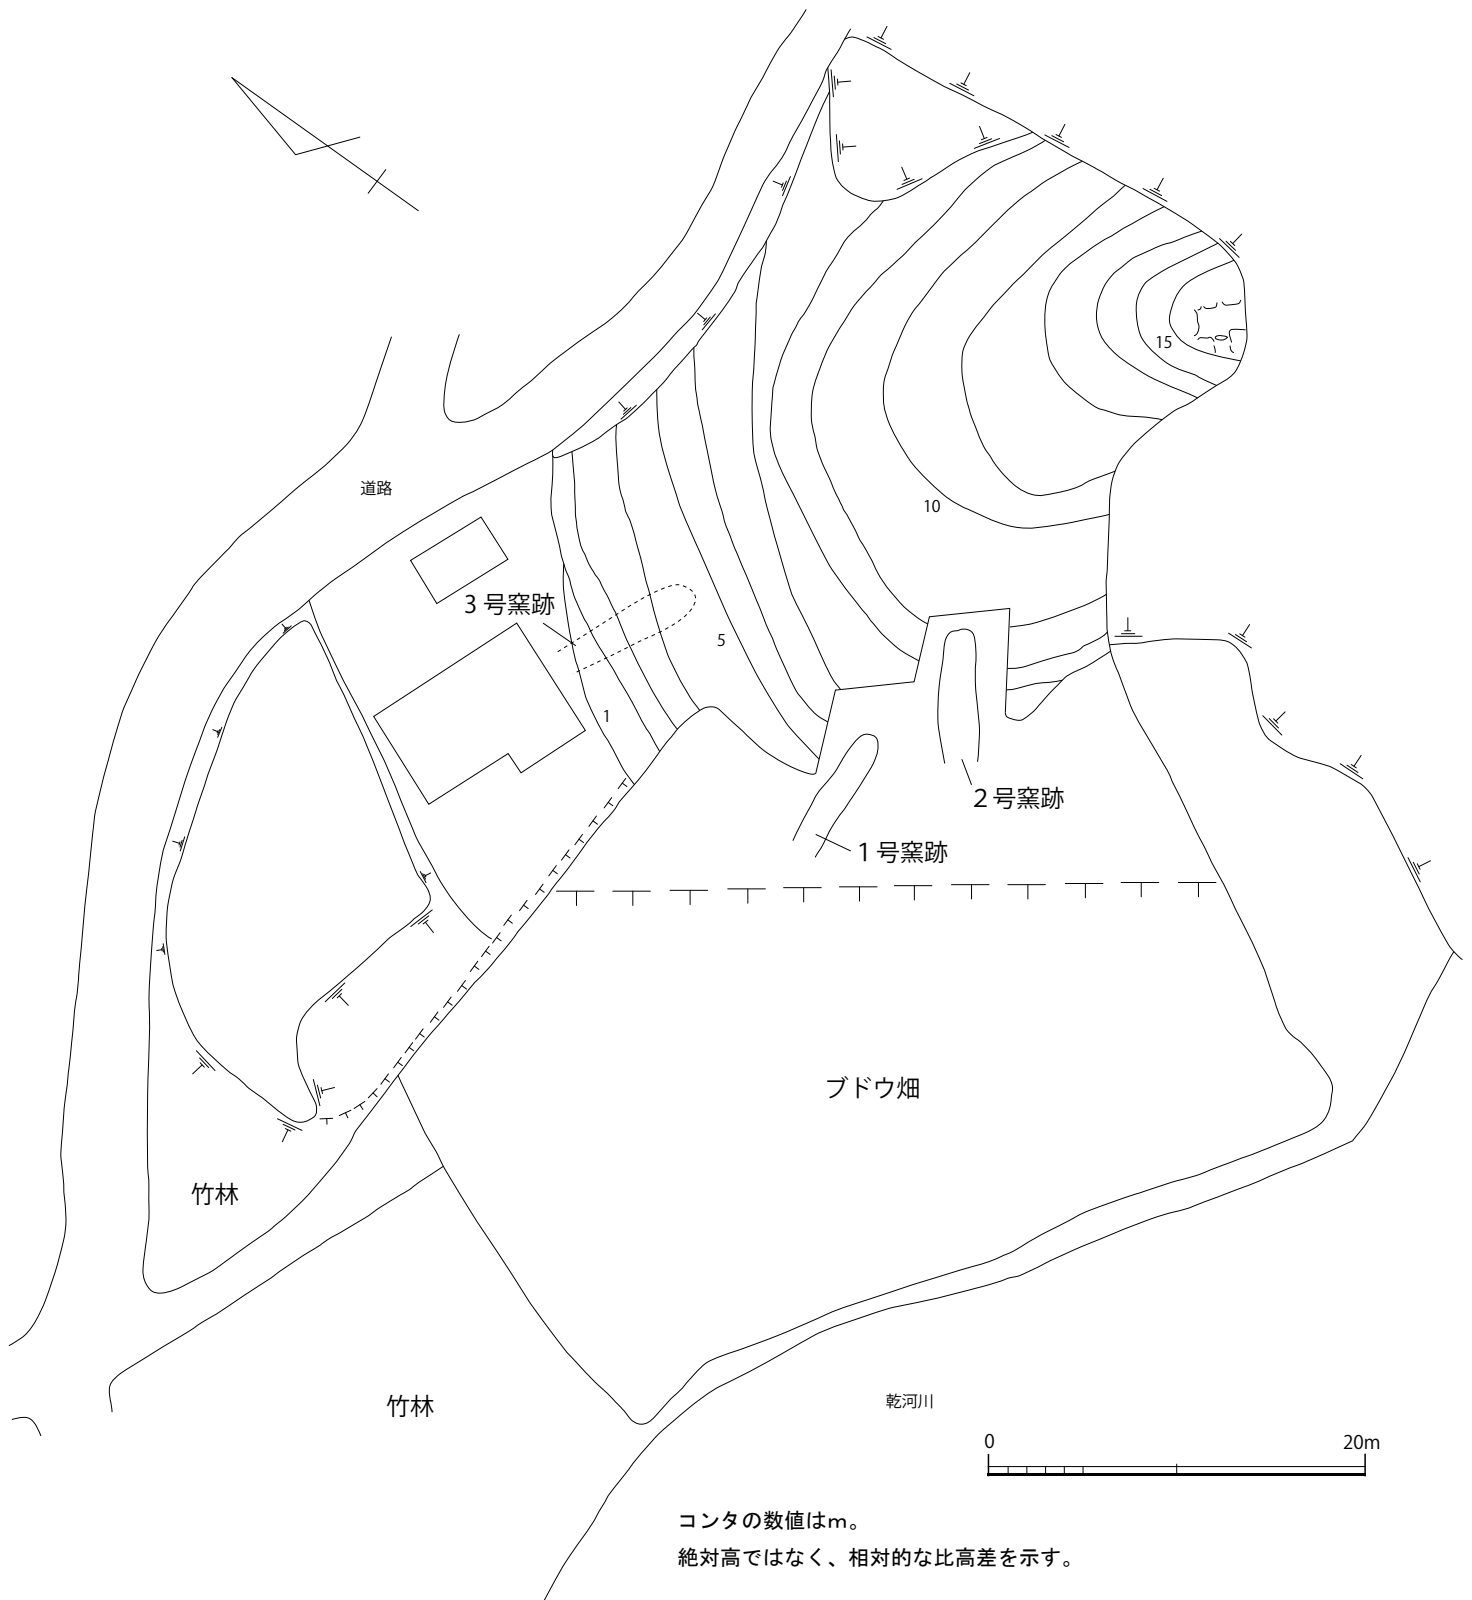 15
道路
10
3号窯跡
5
1
2号窯跡
1号窯跡
ブドウ畑
竹林
竹林
乾河川
0 20m
コンタの数値はm。
絶対高ではなく、相対的な比高差を示す。